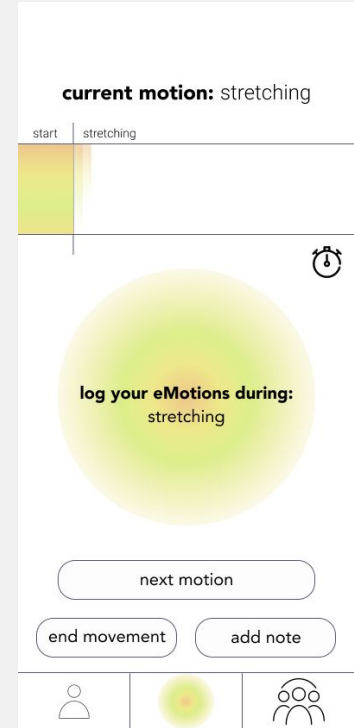 current motion: stretching
start stretching
log your eMotions during:
stretching
next motion
end movement add note